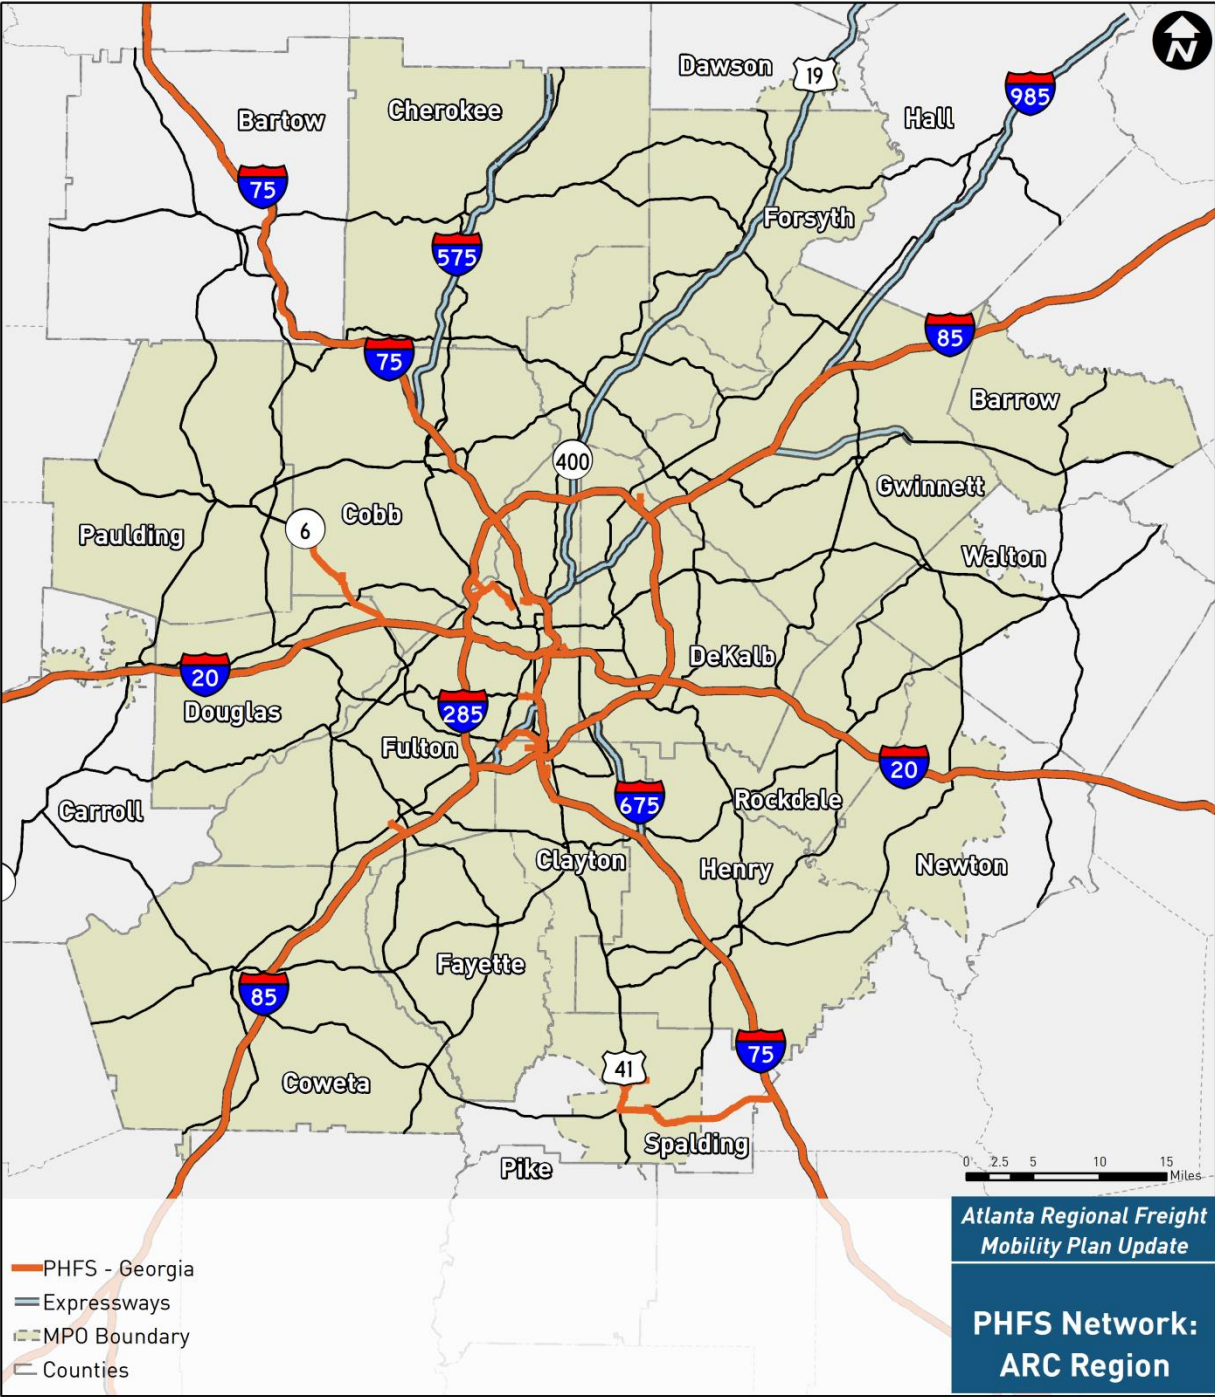 N
Dawson
19
985
Cherokee
Bartow
Hall
75
Forsyth
575
85
75
Barrow
400
Gwinnett
Cobb
6
Paulding
Walton
DeKalb
20
285
Douglas
Fulton
20
675
Rockdale
Carroll
Clayton
Henry
Newton
Fayette
85
75
41
Coweta
Spalding
Pike
0 2.5 5 10 15
Miles
Atlanta Regional Freight
Mobility Plan Update
PHFS - Georgia
Expressways
MPO Boundary
Counties
PHFS Network:
ARC Region